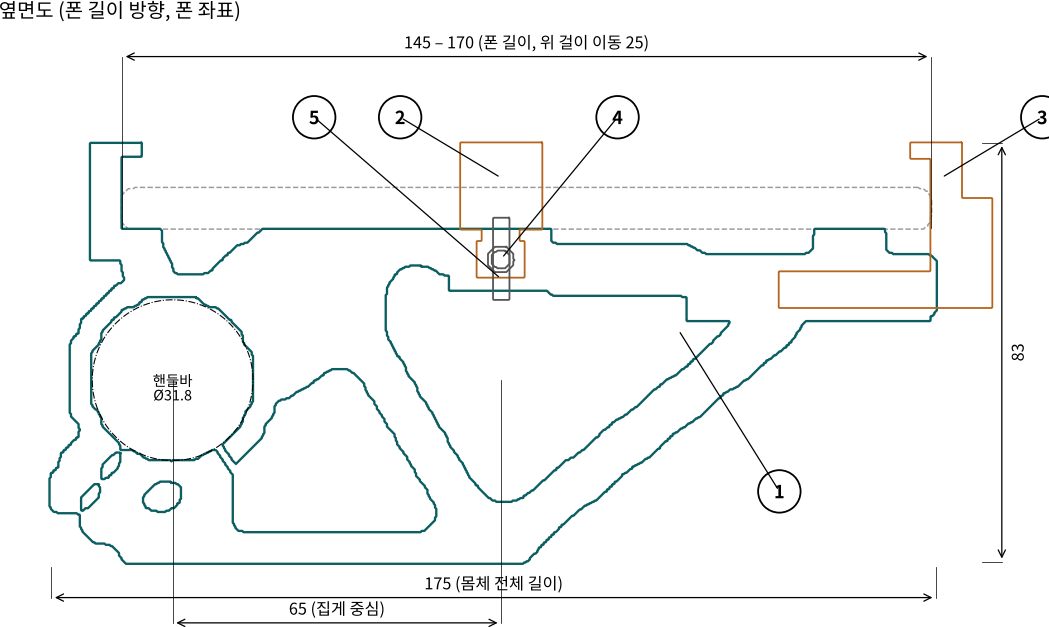 옆면도 (폰 길이 방향, 폰 좌표)
145 – 170 (폰 길이, 위 걸이 이동 25)
5
2
4
3
핸들바
Ø31.8
83
1
175 (몸체 전체 길이)
65 (집게 중심)